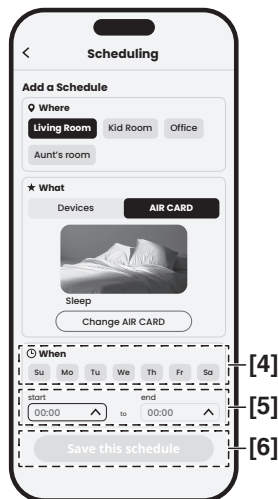 Scheduling
Add a Schedule
Where
Living Room Kid Room Office
Aunt's room
What
Devices AIR CARD
Sleep
Change AIR CARD
When
[4]
Su Mo Tu We Th Fr Sa
start end
[5]
00:00 to 00:00
Save this schedule
[6]